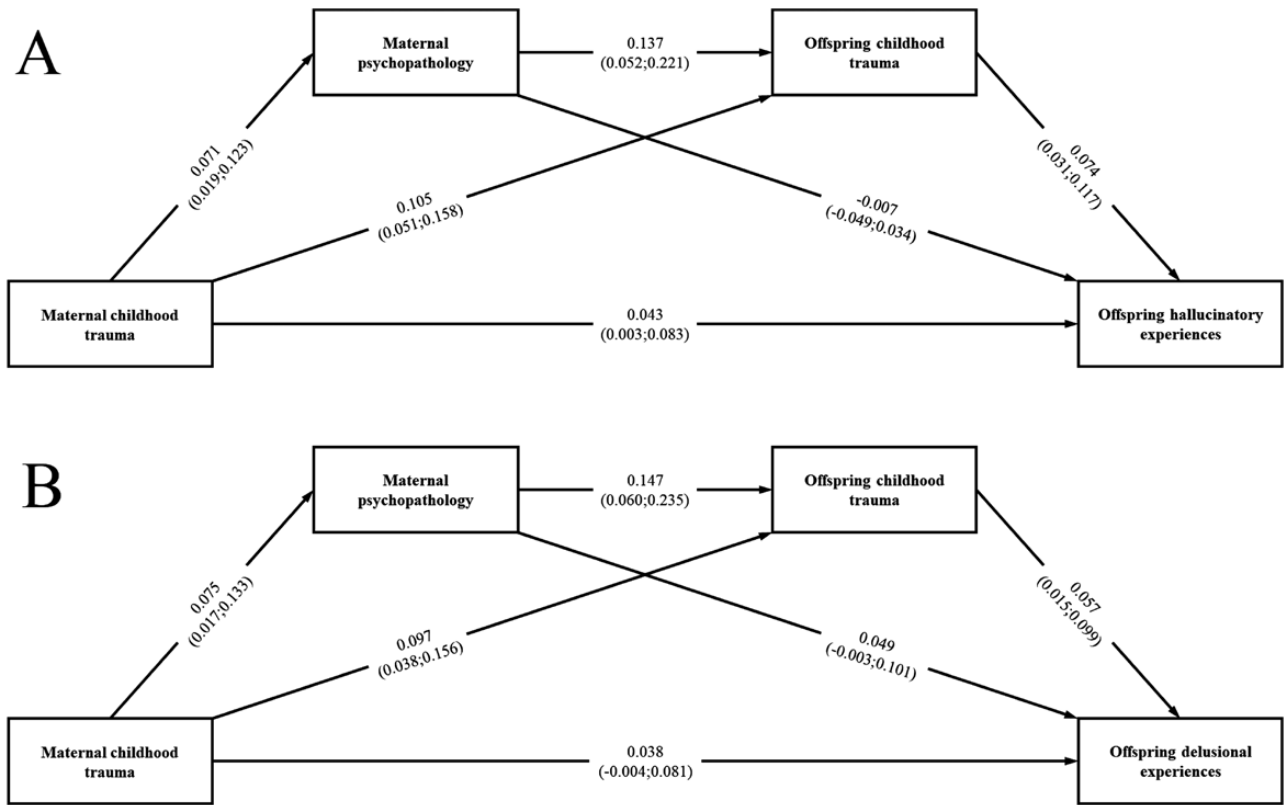 A
Maternal
psychopathology
0.137
(0.052;0.221)
Offspring childhood
trauma
0.071
(0.019;0.123)
0.105
(0.051;0.158)
-0.007
(-0.049;0.034)
0.074
(0.031;0.117)
Maternal childhood
trauma
0.043
(0.003;0.083)
Offspring hallucinatory
experiences
B
Maternal
psychopathology
0.147
(0.060;0.235)
Offspring childhood
trauma
0.075
(0.017;0.133)
0.097
(0.038;0.156)
0.049
(-0.003;0.101)
0.057
(0.015;0.099)
Maternal childhood
trauma
0.038
(-0.004;0.081)
Offspring delusional
experiences